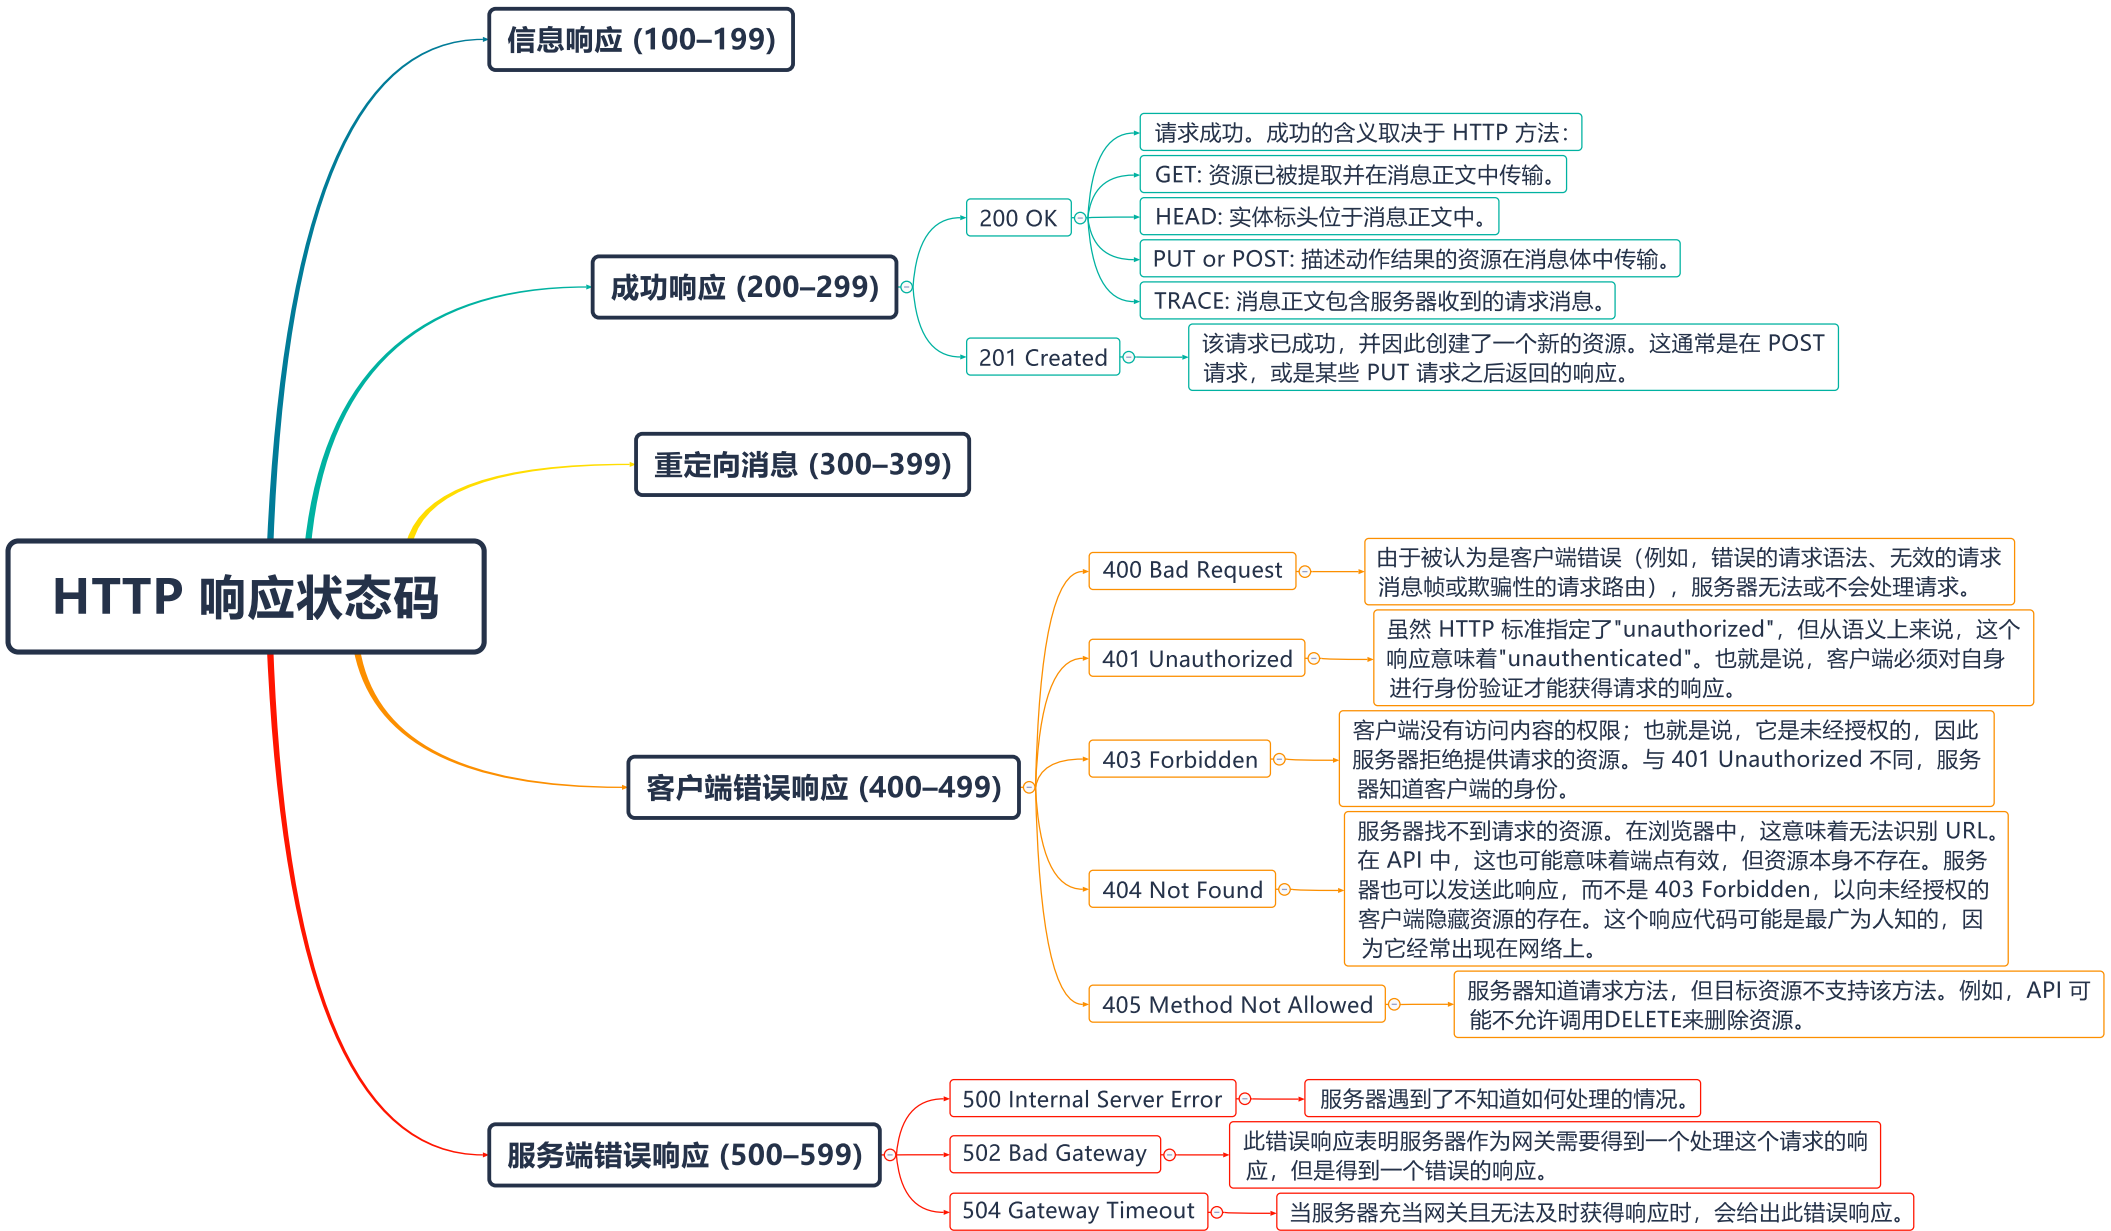 HTTP 响应状态码
信息响应 (100–199)
成功响应 (200–299)
200 OK
请求成功。成功的含义取决于 HTTP 方法：
GET: 资源已被提取并在消息正文中传输。
HEAD: 实体标头位于消息正文中。
PUT or POST: 描述动作结果的资源在消息体中传输。
TRACE: 消息正文包含服务器收到的请求消息。
201 Created
该请求已成功，并因此创建了一个新的资源。这通常是在 POST
请求，或是某些 PUT 请求之后返回的响应。
重定向消息 (300–399)
客户端错误响应 (400–499)
400 Bad Request
由于被认为是客户端错误（例如，错误的请求语法、无效的请求
消息帧或欺骗性的请求路由），服务器无法或不会处理请求。
401 Unauthorized
虽然 HTTP 标准指定了"unauthorized"，但从语义上来说，这个
响应意味着"unauthenticated"。也就是说，客户端必须对自身
进行身份验证才能获得请求的响应。
403 Forbidden
客户端没有访问内容的权限；也就是说，它是未经授权的，因此
服务器拒绝提供请求的资源。与 401 Unauthorized 不同，服务
器知道客户端的身份。
404 Not Found
服务器找不到请求的资源。在浏览器中，这意味着无法识别 URL。
在 API 中，这也可能意味着端点有效，但资源本身不存在。服务
器也可以发送此响应，而不是 403 Forbidden，以向未经授权的
客户端隐藏资源的存在。这个响应代码可能是最广为人知的，因
为它经常出现在网络上。
405 Method Not Allowed
服务器知道请求方法，但目标资源不支持该方法。例如，API 可
能不允许调用DELETE来删除资源。
服务端错误响应 (500–599)
500 Internal Server Error
服务器遇到了不知道如何处理的情况。
502 Bad Gateway
此错误响应表明服务器作为网关需要得到一个处理这个请求的响
应，但是得到一个错误的响应。
504 Gateway Timeout
当服务器充当网关且无法及时获得响应时，会给出此错误响应。